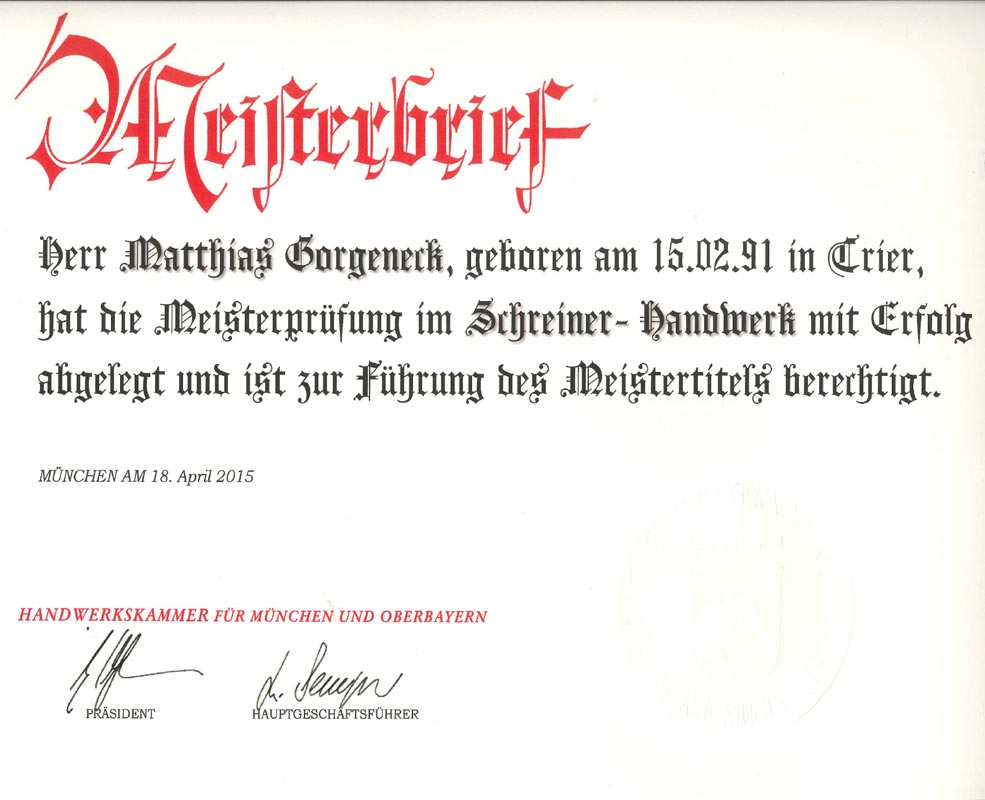 Meisterbrief
Herr Matthias Gorgeneck, geboren am 15.02.91 in Trier,
hat die Meisterprüfung im Schreiner- Handwerk mit Erfolg
abgelegt und ist zur Führung des Meistertitels berechtigt.
MÜNCHEN AM 18. April 2015
HANDWERKSKAMMER FÜR MÜNCHEN UND OBERBAYERN
PRÄSIDENT HAUPTGESCHÄFTSFÜHRER